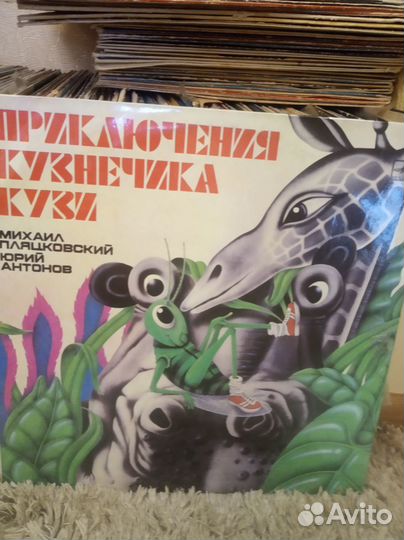 ПРИКЛЮЧЕНИЯ
КУЗНЕЧИКА
КУЗИ
МИХАИЛ
ПЛЯЦКОВСКИЙ
ЮРИЙ
АНТОНОВ
Avito